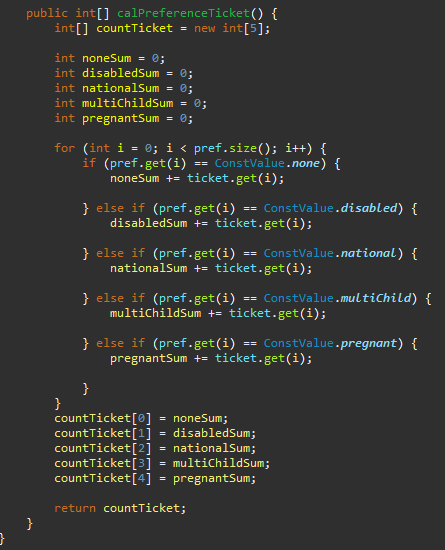 public int[] calPreferenceTicket() {
int[] countTicket = new int[5];
int noneSum = 0;
int disabledSum = 0;
int nationalSum = 0;
int multiChildSum = 0;
int pregnantSum = 0;
for (int i = 0; i < pref.size(); i++) {
if (pref.get(i) == ConstValue.none) {
noneSum += ticket.get(i);
} else if (pref.get(i) == ConstValue.disabled) {
disabledSum += ticket.get(i);
} else if (pref.get(i) == ConstValue.national) {
nationalSum += ticket.get(i);
} else if (pref.get(i) == ConstValue.multiChild) {
multiChildSum += ticket.get(i);
} else if (pref.get(i) == ConstValue.pregnant) {
pregnantSum += ticket.get(i);
}
}
countTicket[0] = noneSum;
countTicket[1] = disabledSum;
countTicket[2] = nationalSum;
countTicket[3] = multiChildSum;
countTicket[4] = pregnantSum;
return countTicket;
}
}